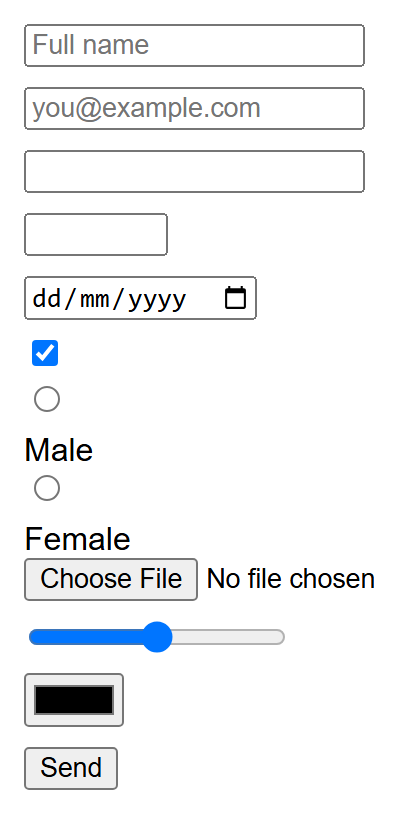 Full name
you@example.com
dd/mm/yyyy
Male
Female
Choose File No file chosen
Send